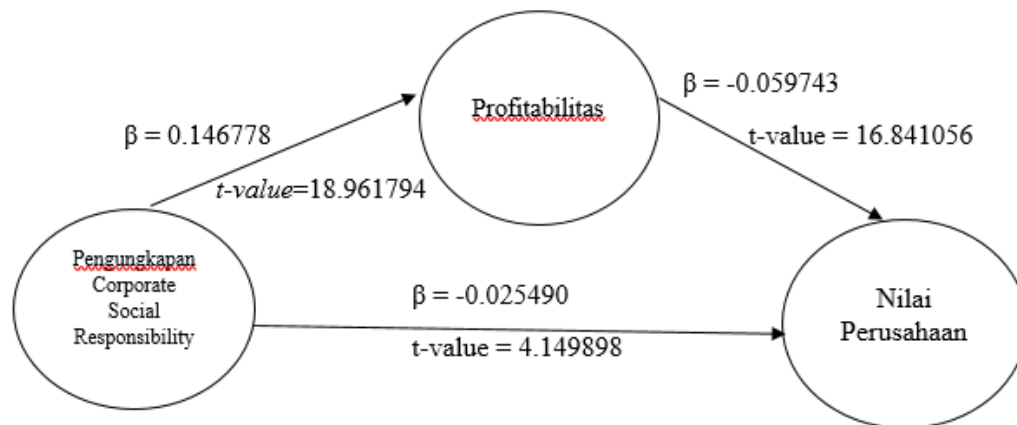 Profitabilitas
β = -0.059743
t-value = 16.841056
β = 0.146778
t-value=18.961794
Pengungkapan
Corporate
Social
Responsibility
β = -0.025490
t-value = 4.149898
Nilai
Perusahaan